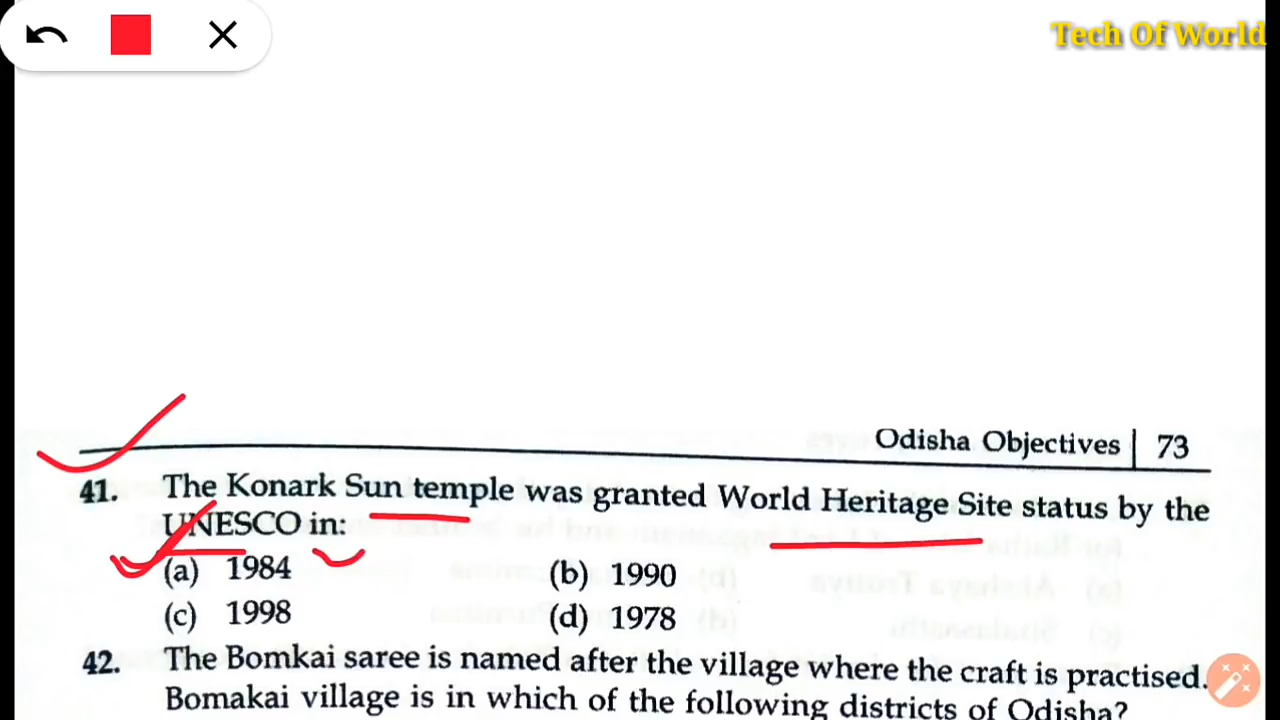 Tech Of World
Odisha Objectives | 73
41. The Konark Sun temple was granted World Heritage Site status by the
UNESCO in:
(a) 1984 (b) 1990
(c) 1998 (d) 1978
42. The Bomkai saree is named after the village where the craft is practised.
Bomakai village is in which of the following districts of Odisha?